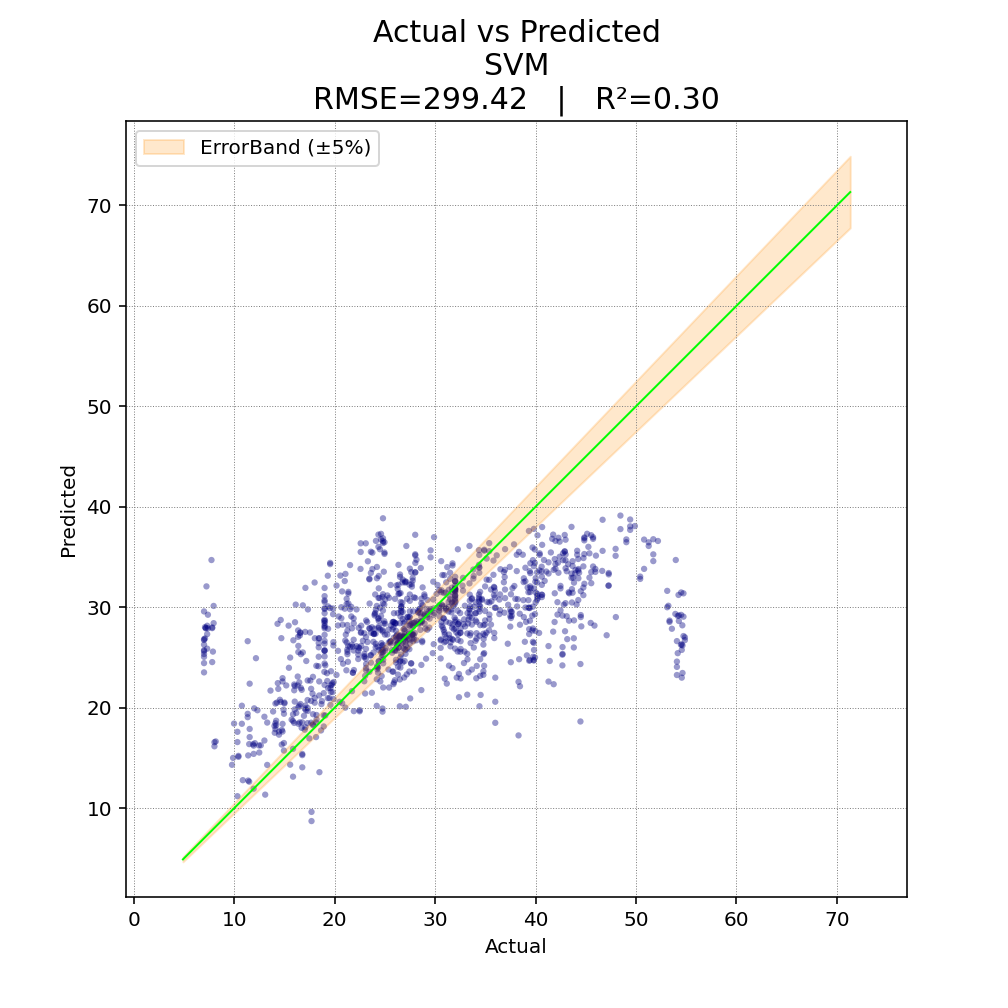 Actual vs Predicted
SVM
RMSE=299.42 | R²=0.30
ErrorBand (±5%)
70
60
50
40
30
20
10
Predicted
0 10 20 30 40 50 60 70
Actual